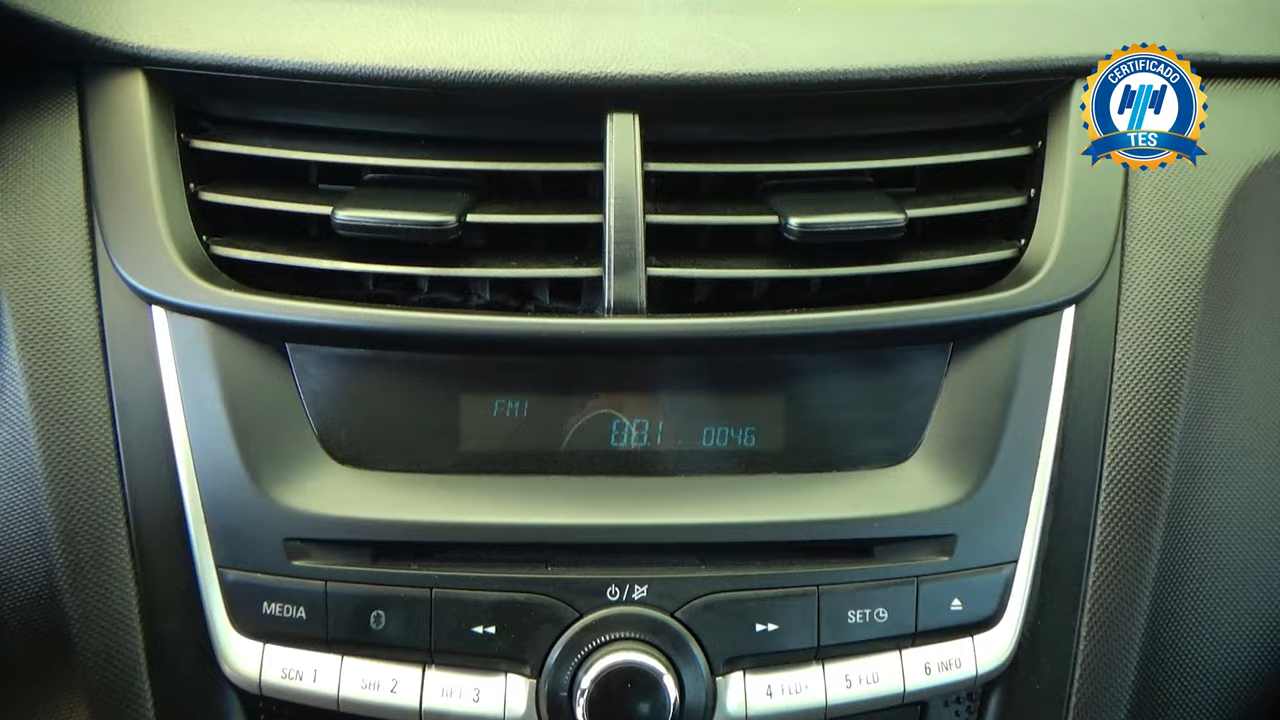 CERTIFICADO
TES
FM1
88.1 0046
MEDIA
SET
SCN 1
SHF 2
RPT 3
4 FLD-
5 FLD
6 INFO